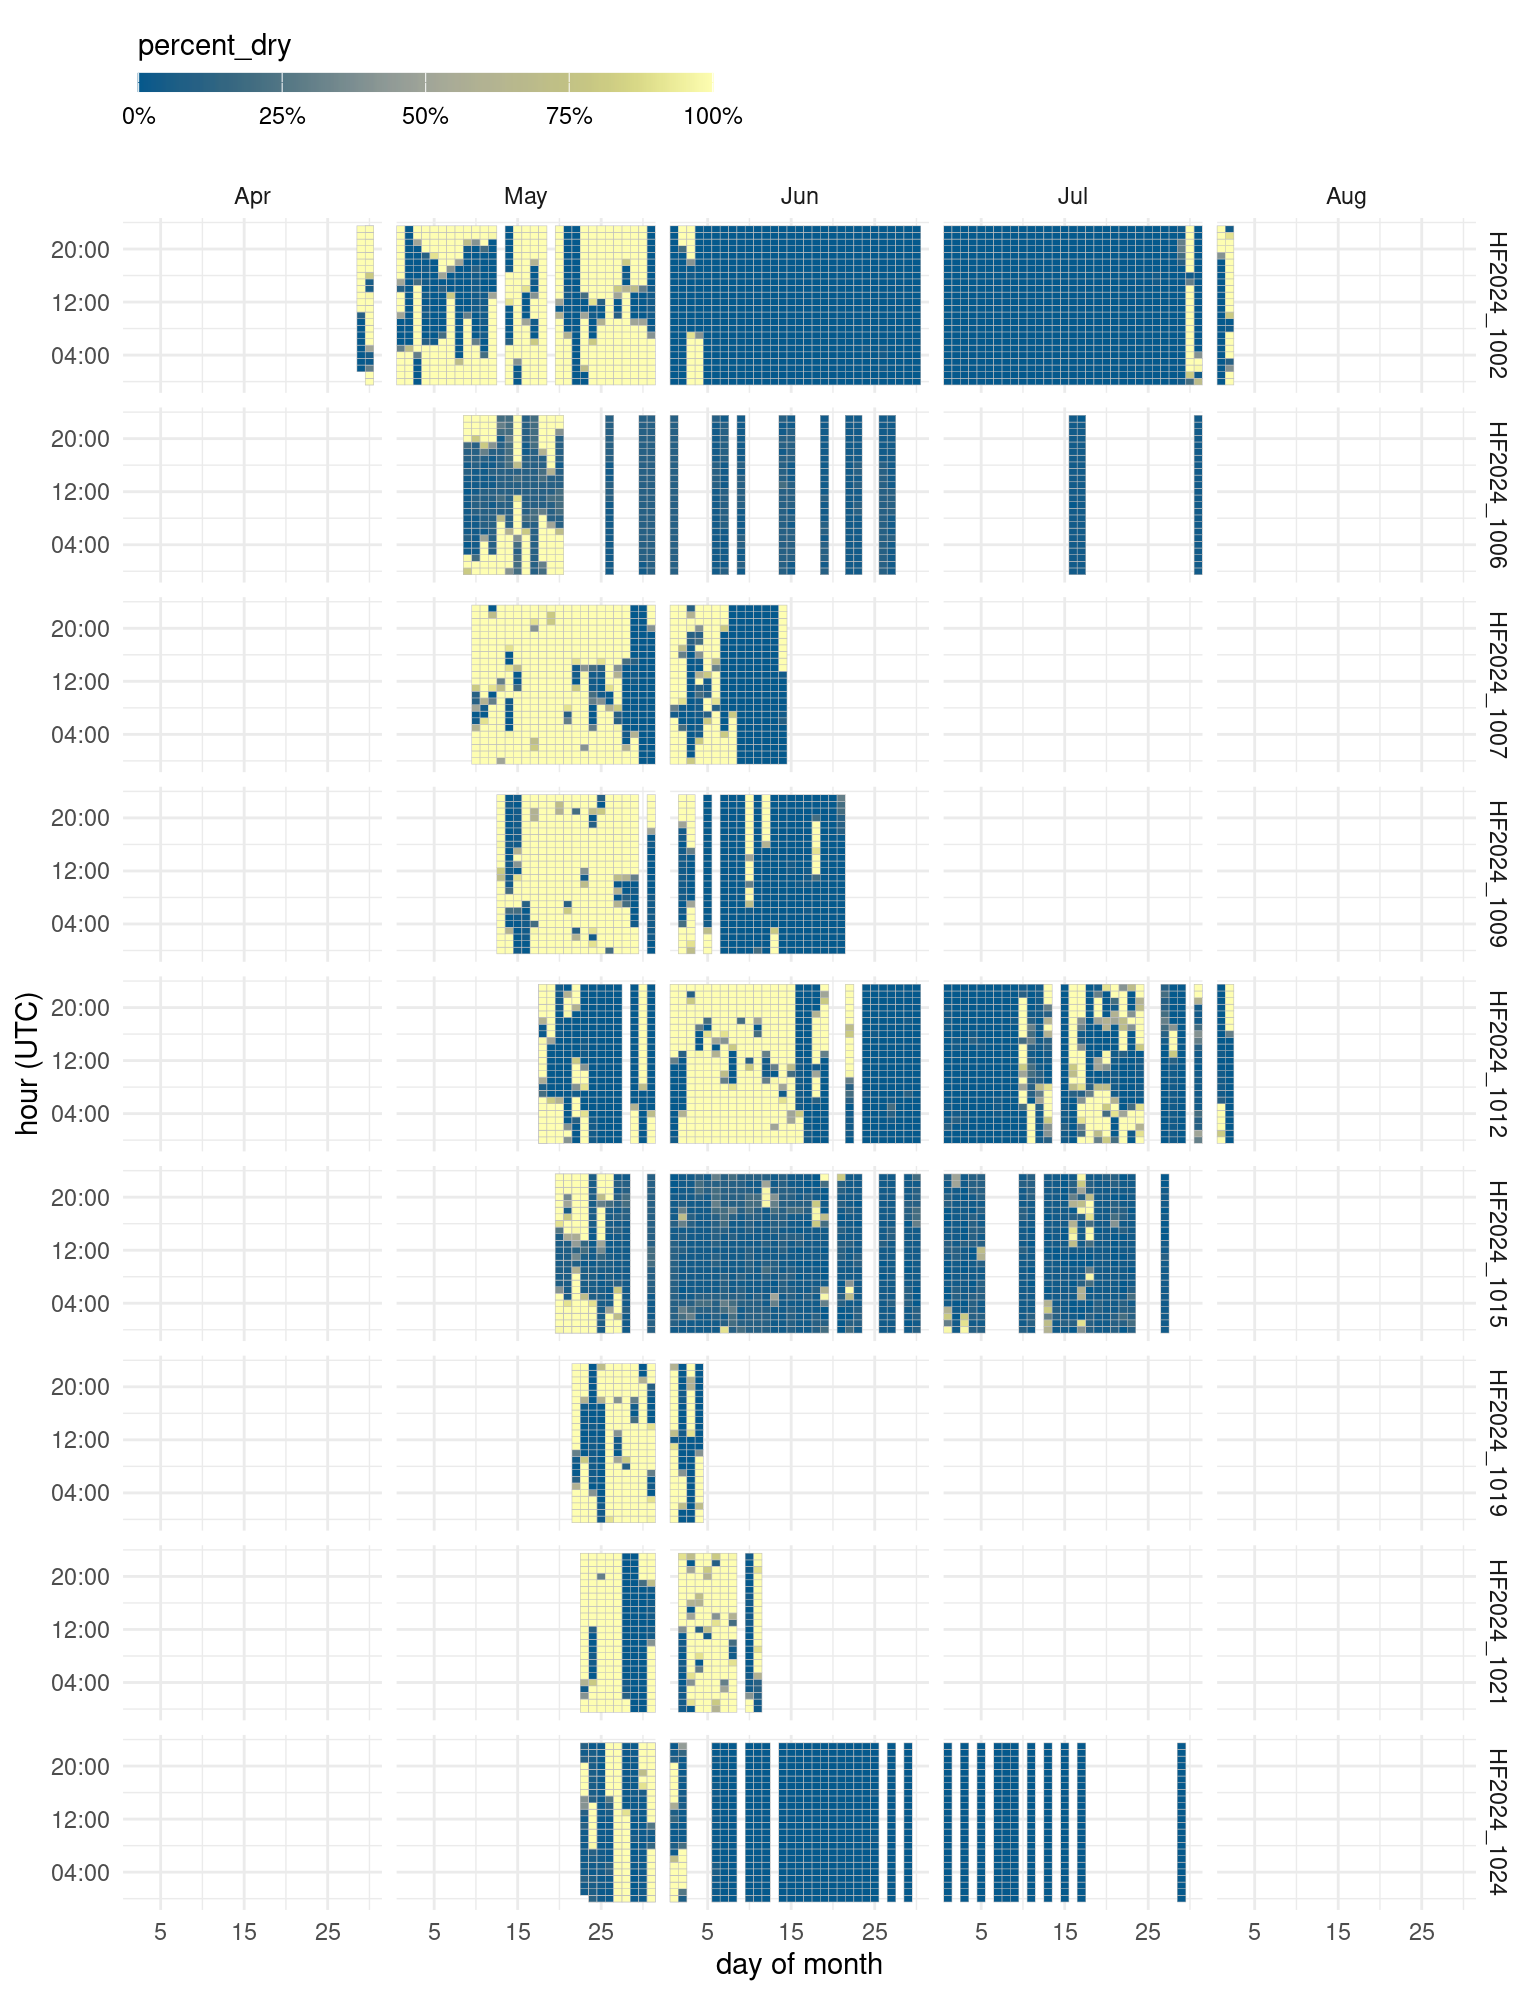 percent_dry
0% 25% 50% 75% 100%
Apr May Jun Jul Aug
20:00
12:00
04:00
HF2024_1002
20:00
12:00
04:00
HF2024_1006
20:00
12:00
04:00
HF2024_1007
20:00
12:00
04:00
HF2024_1009
hour (UTC)
20:00
12:00
04:00
HF2024_1012
20:00
12:00
04:00
HF2024_1015
20:00
12:00
04:00
HF2024_1019
20:00
12:00
04:00
HF2024_1021
20:00
12:00
04:00
HF2024_1024
5 15 25 5 15 25 5 15 25 5 15 25 5 15 25
day of month